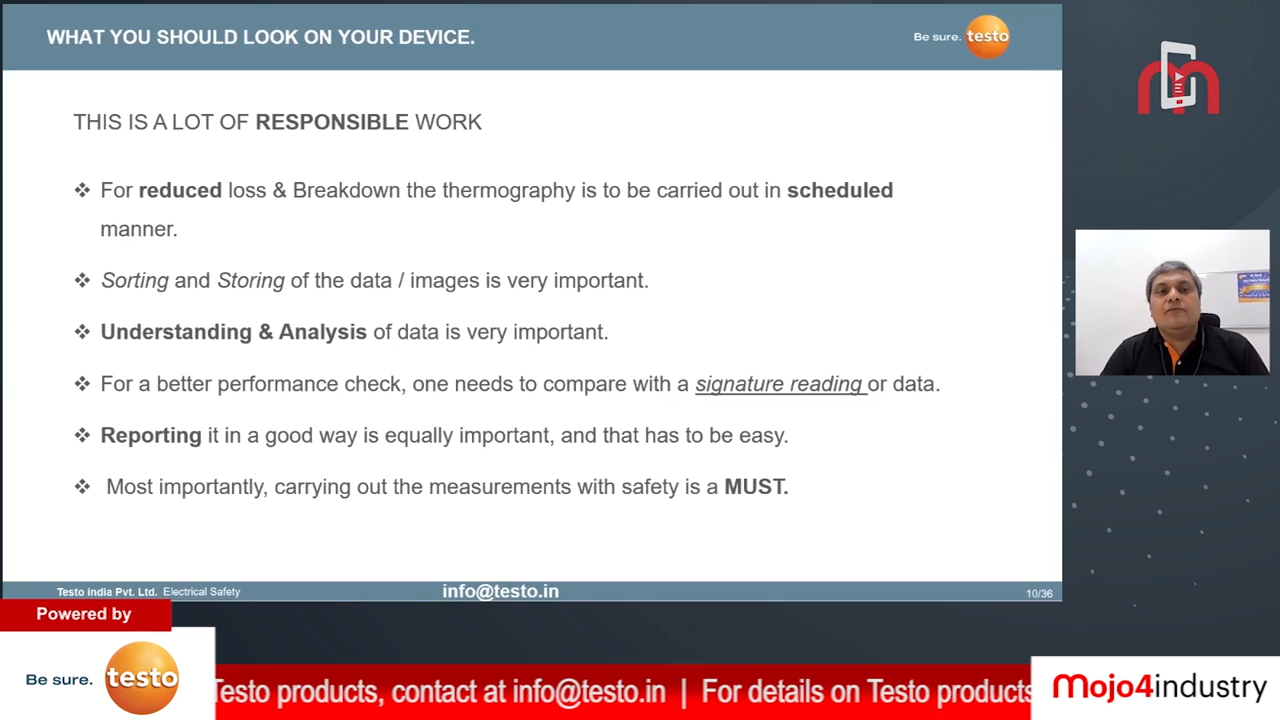 WHAT YOU SHOULD LOOK ON YOUR DEVICE.
Be sure. testo
THIS IS A LOT OF RESPONSIBLE WORK
❖ For reduced loss & Breakdown the thermography is to be carried out in scheduled
manner.
❖ Sorting and Storing of the data / images is very important.
❖ Understanding & Analysis of data is very important.
❖ For a better performance check, one needs to compare with a signature reading or data.
❖ Reporting it in a good way is equally important, and that has to be easy.
❖ Most importantly, carrying out the measurements with safety is a MUST.
Testo India Pvt. Ltd. Electrical Safety info@testo.in 10/36
Powered by
Be sure. testo
Testo products, contact at info@testo.in | For details on Testo products
Mojo4industry